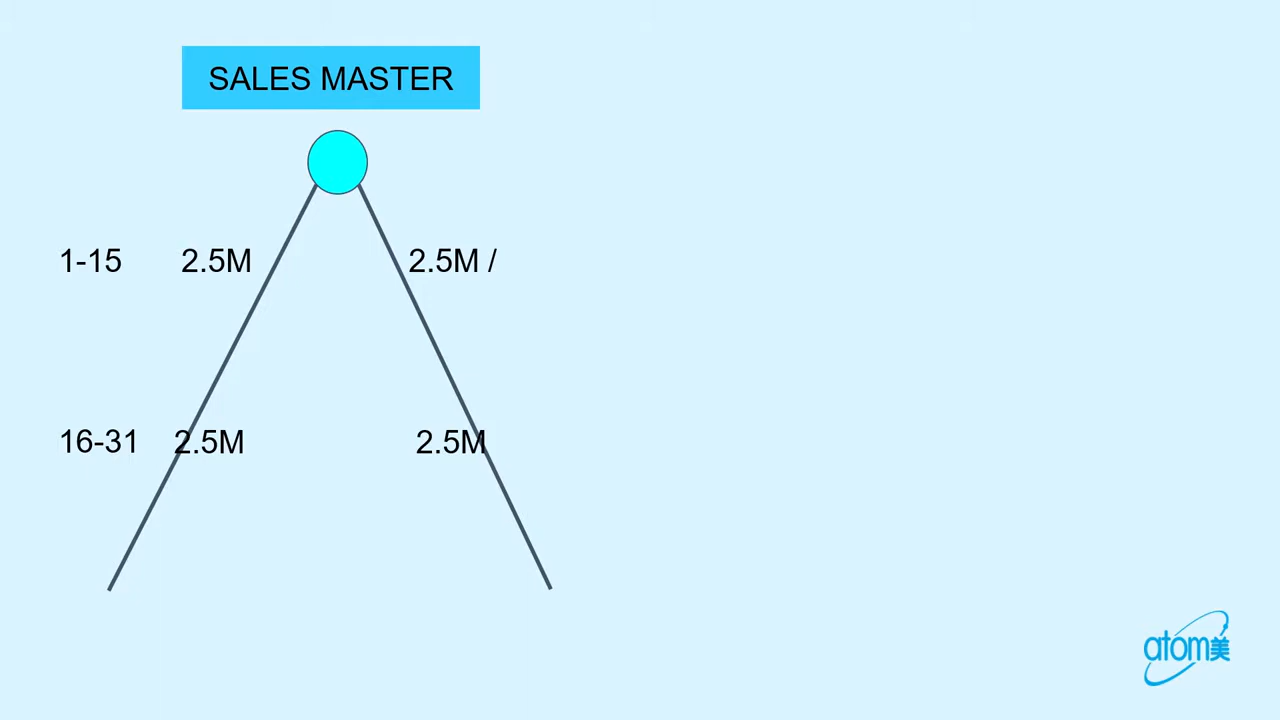 SALES MASTER
1-15 2.5M 2.5M /
16-31 2.5M 2.5M
atom美